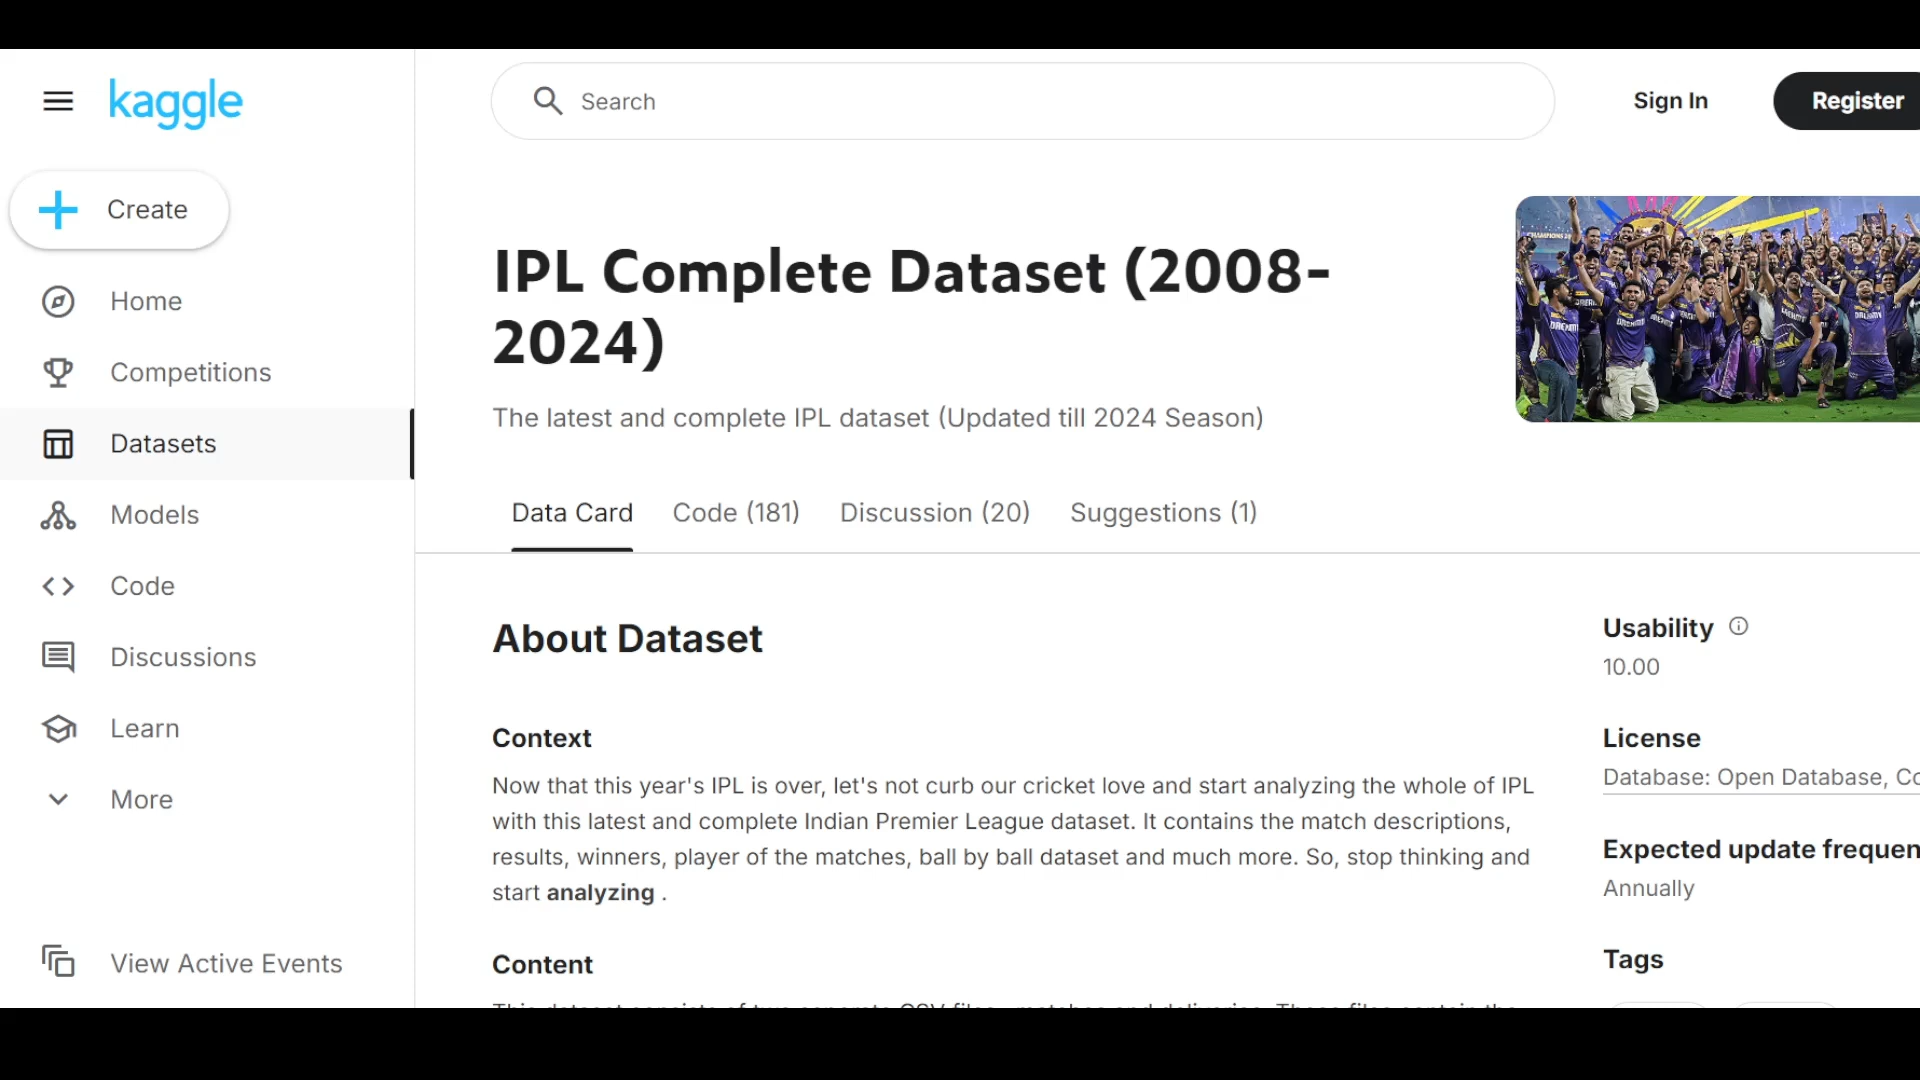 kaggle
Search
Sign In
Register
Create
Home
Competitions
Datasets
Models
Code
Discussions
Learn
More
View Active Events
IPL Complete Dataset (2008-
2024)
The latest and complete IPL dataset (Updated till 2024 Season)
Data Card
Code (181)
Discussion (20)
Suggestions (1)
About Dataset
Context
Now that this year's IPL is over, let's not curb our cricket love and start analyzing the whole of IPL
with this latest and complete Indian Premier League dataset. It contains the match descriptions,
results, winners, player of the matches, ball by ball dataset and much more. So, stop thinking and
start analyzing .
Content
Usability
10.00
License
Database: Open Database, Co
Expected update frequen
Annually
Tags